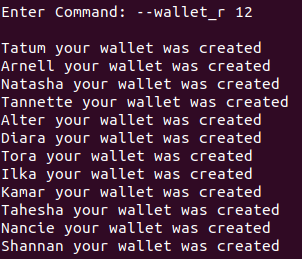 Enter Command: --wallet_r 12
Tatum your wallet was created
Arnell your wallet was created
Natasha your wallet was created
Tannette your wallet was created
Alter your wallet was created
Diara your wallet was created
Tora your wallet was created
Ilka your wallet was created
Kamar your wallet was created
Tahesha your wallet was created
Nancie your wallet was created
Shannan your wallet was created